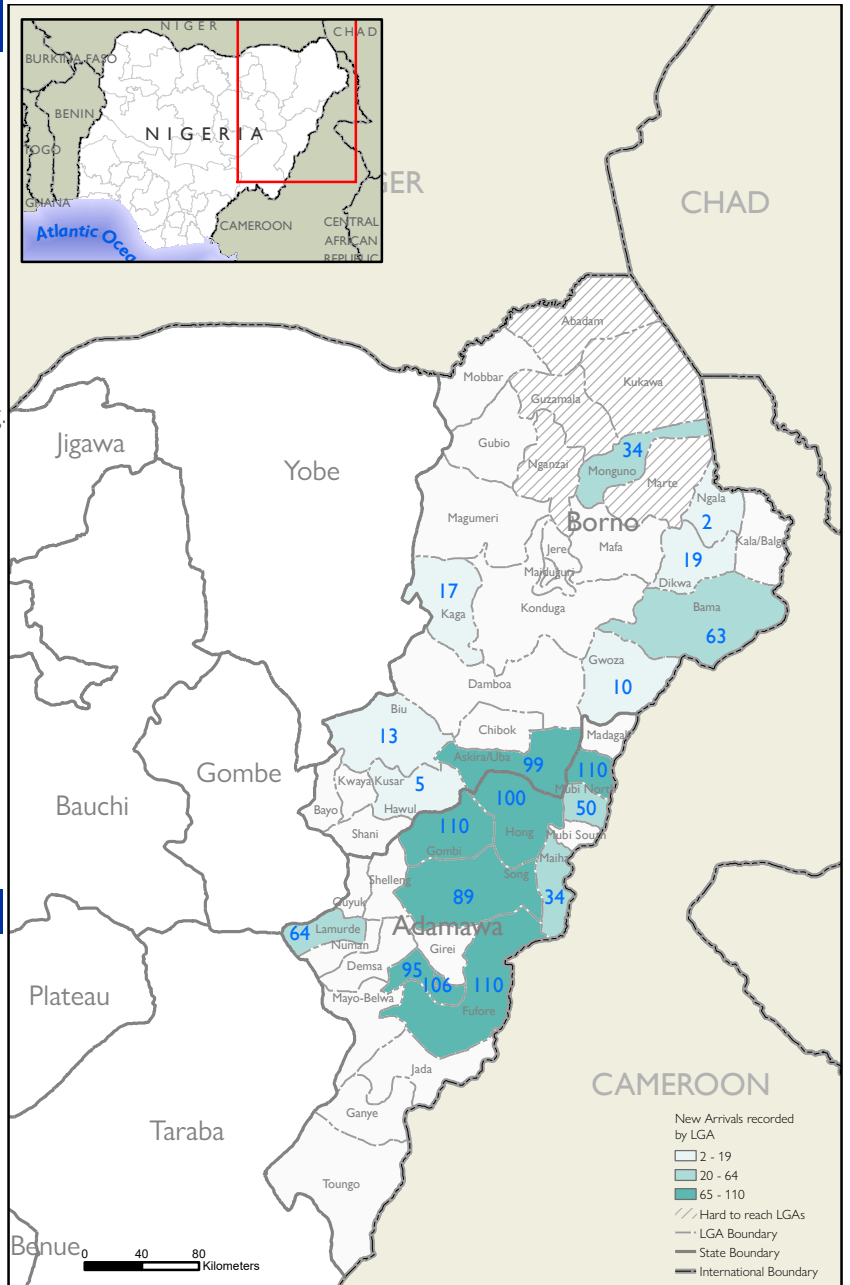 NIGER
CHAD
BURKINA FASO
BENIN
NIGERIA
TOGO
GHANA
CAMEROON
CENTRAL
AFRICAN
REPUBLIC
Atlantic Ocea
GER
CHAD
Abadam
Mobbar
Kukawa
Guzamala
Jigawa
Gubio
34
Yobe
Nganzai
Monguno
Marte
Ngala
Magumeri
Borno
2
Jere
Mafa
Kala/Balge
Maiduguri
19
Dikwa
17
Kaga
Konduga
Bama
63
Gwoza
Damboa
10
Biu
Chibok
Madagali
13
Askira/Uba
99
110
Gombe
Kwaya Kusar
5
Mubi North
Bauchi
Bayo
Hawul
100
50
Shani
110
Hong
Mubi South
Gombi
Maiha
Shelleng
Song
89
34
Guyuk
Adamawa
64
Lamurde
Numan
Girei
Demsa
95
106
110
Plateau
Mayo-Belwa
Fufore
Jada
CAMEROON
Ganye
Taraba
Toungo
Benue
New Arrivals recorded
by LGA
2 - 19
20 - 64
65 - 110
Hard to reach LGAs
LGA Boundary
State Boundary
International Boundary
0 40 80
Kilometers